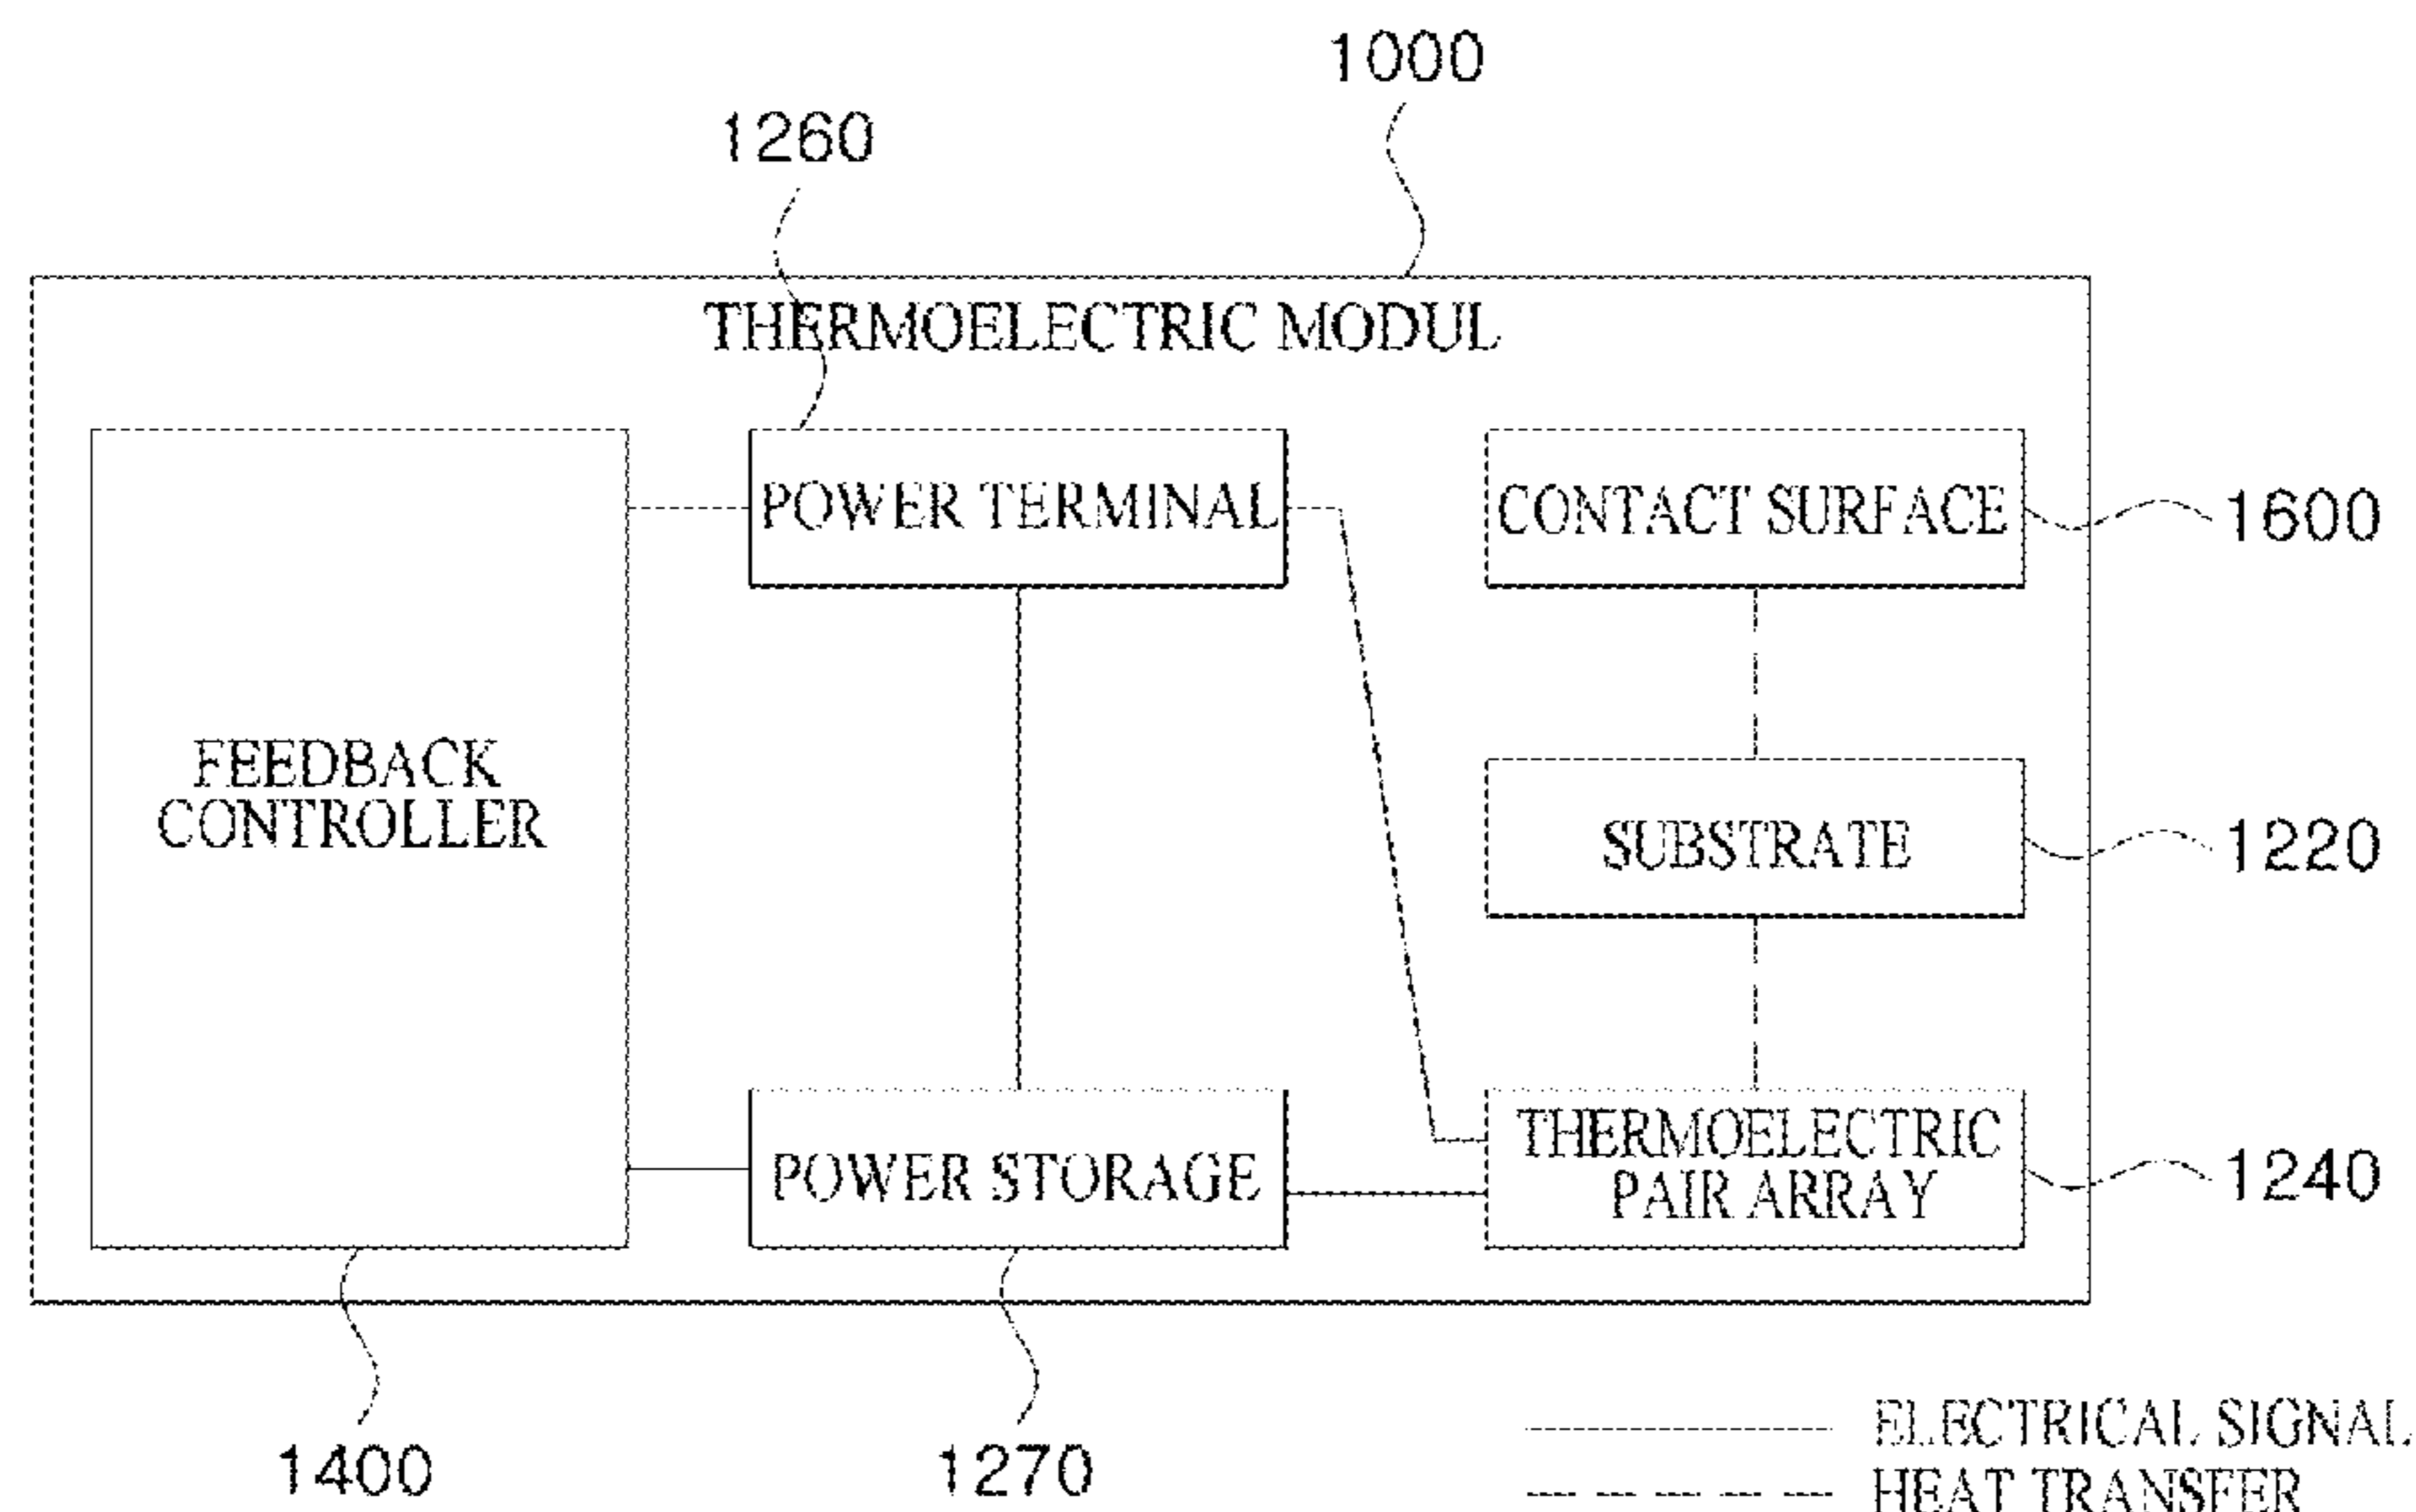 1000
1260
THERMOELECTRIC MODUL
POWER TERMINAL
CONTACT SURFACE
1600
FEEDBACK
CONTROLLER
SUBSTRATE
1220
POWER STORAGE
THERMOELECTRIC
PAIR ARRAY
1240
1400
1270
ELECTRICAL SIGNAL
HEAT TRANSFER